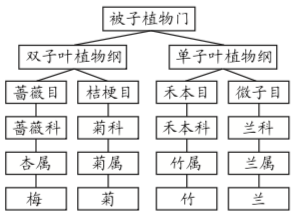 被子植物门
双子叶植物纲 单子叶植物纲
蔷薇目 桔梗目 禾本目 微子目
蔷薇科 菊科 禾本科 兰科
杏属 菊属 竹属 兰属
梅 菊 竹 兰